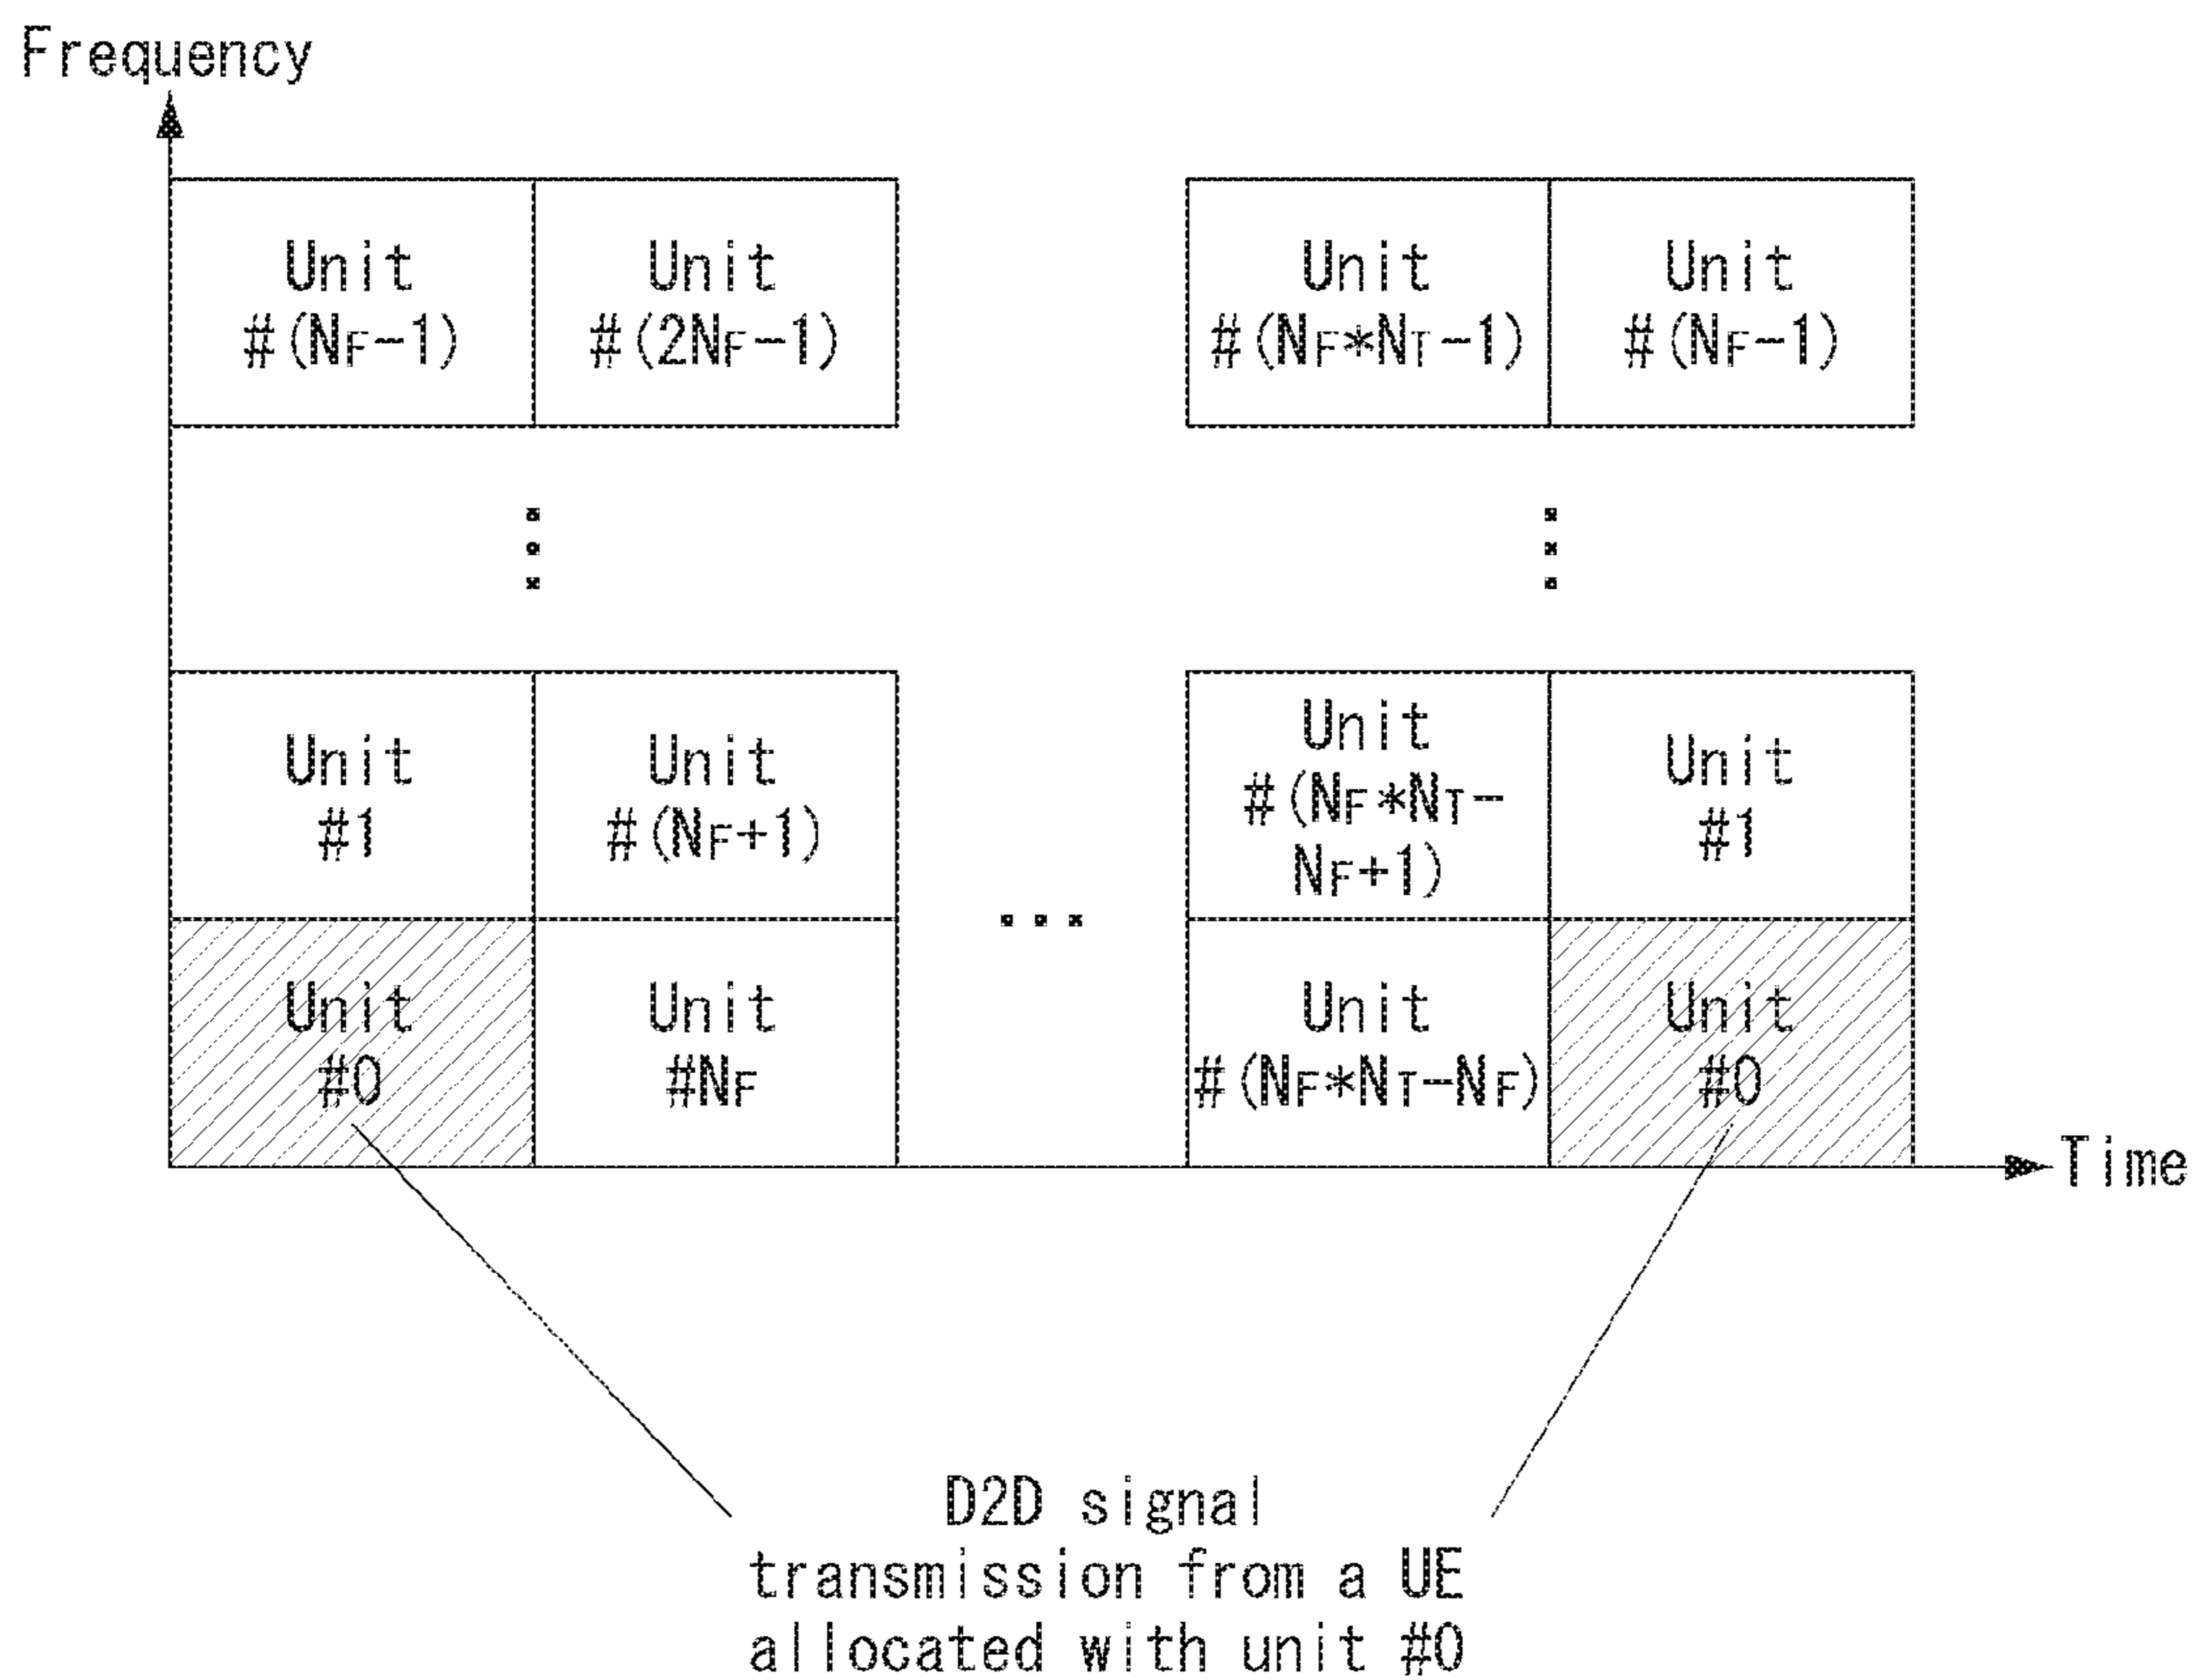 Frequency
Unit
#(NF-1)
Unit
#(2NF-1)
Unit
#(NF*NT-1)
Unit
#(NF-1)
Unit
#1
Unit
#(NF+1)
Unit
#(NF*NT-
NF+1)
Unit
#1
Unit
#0
Unit
#NF
Unit
#(NF*NT-NF)
Unit
#0
Time
D2D signal
transmission from a UE
allocated with unit #0